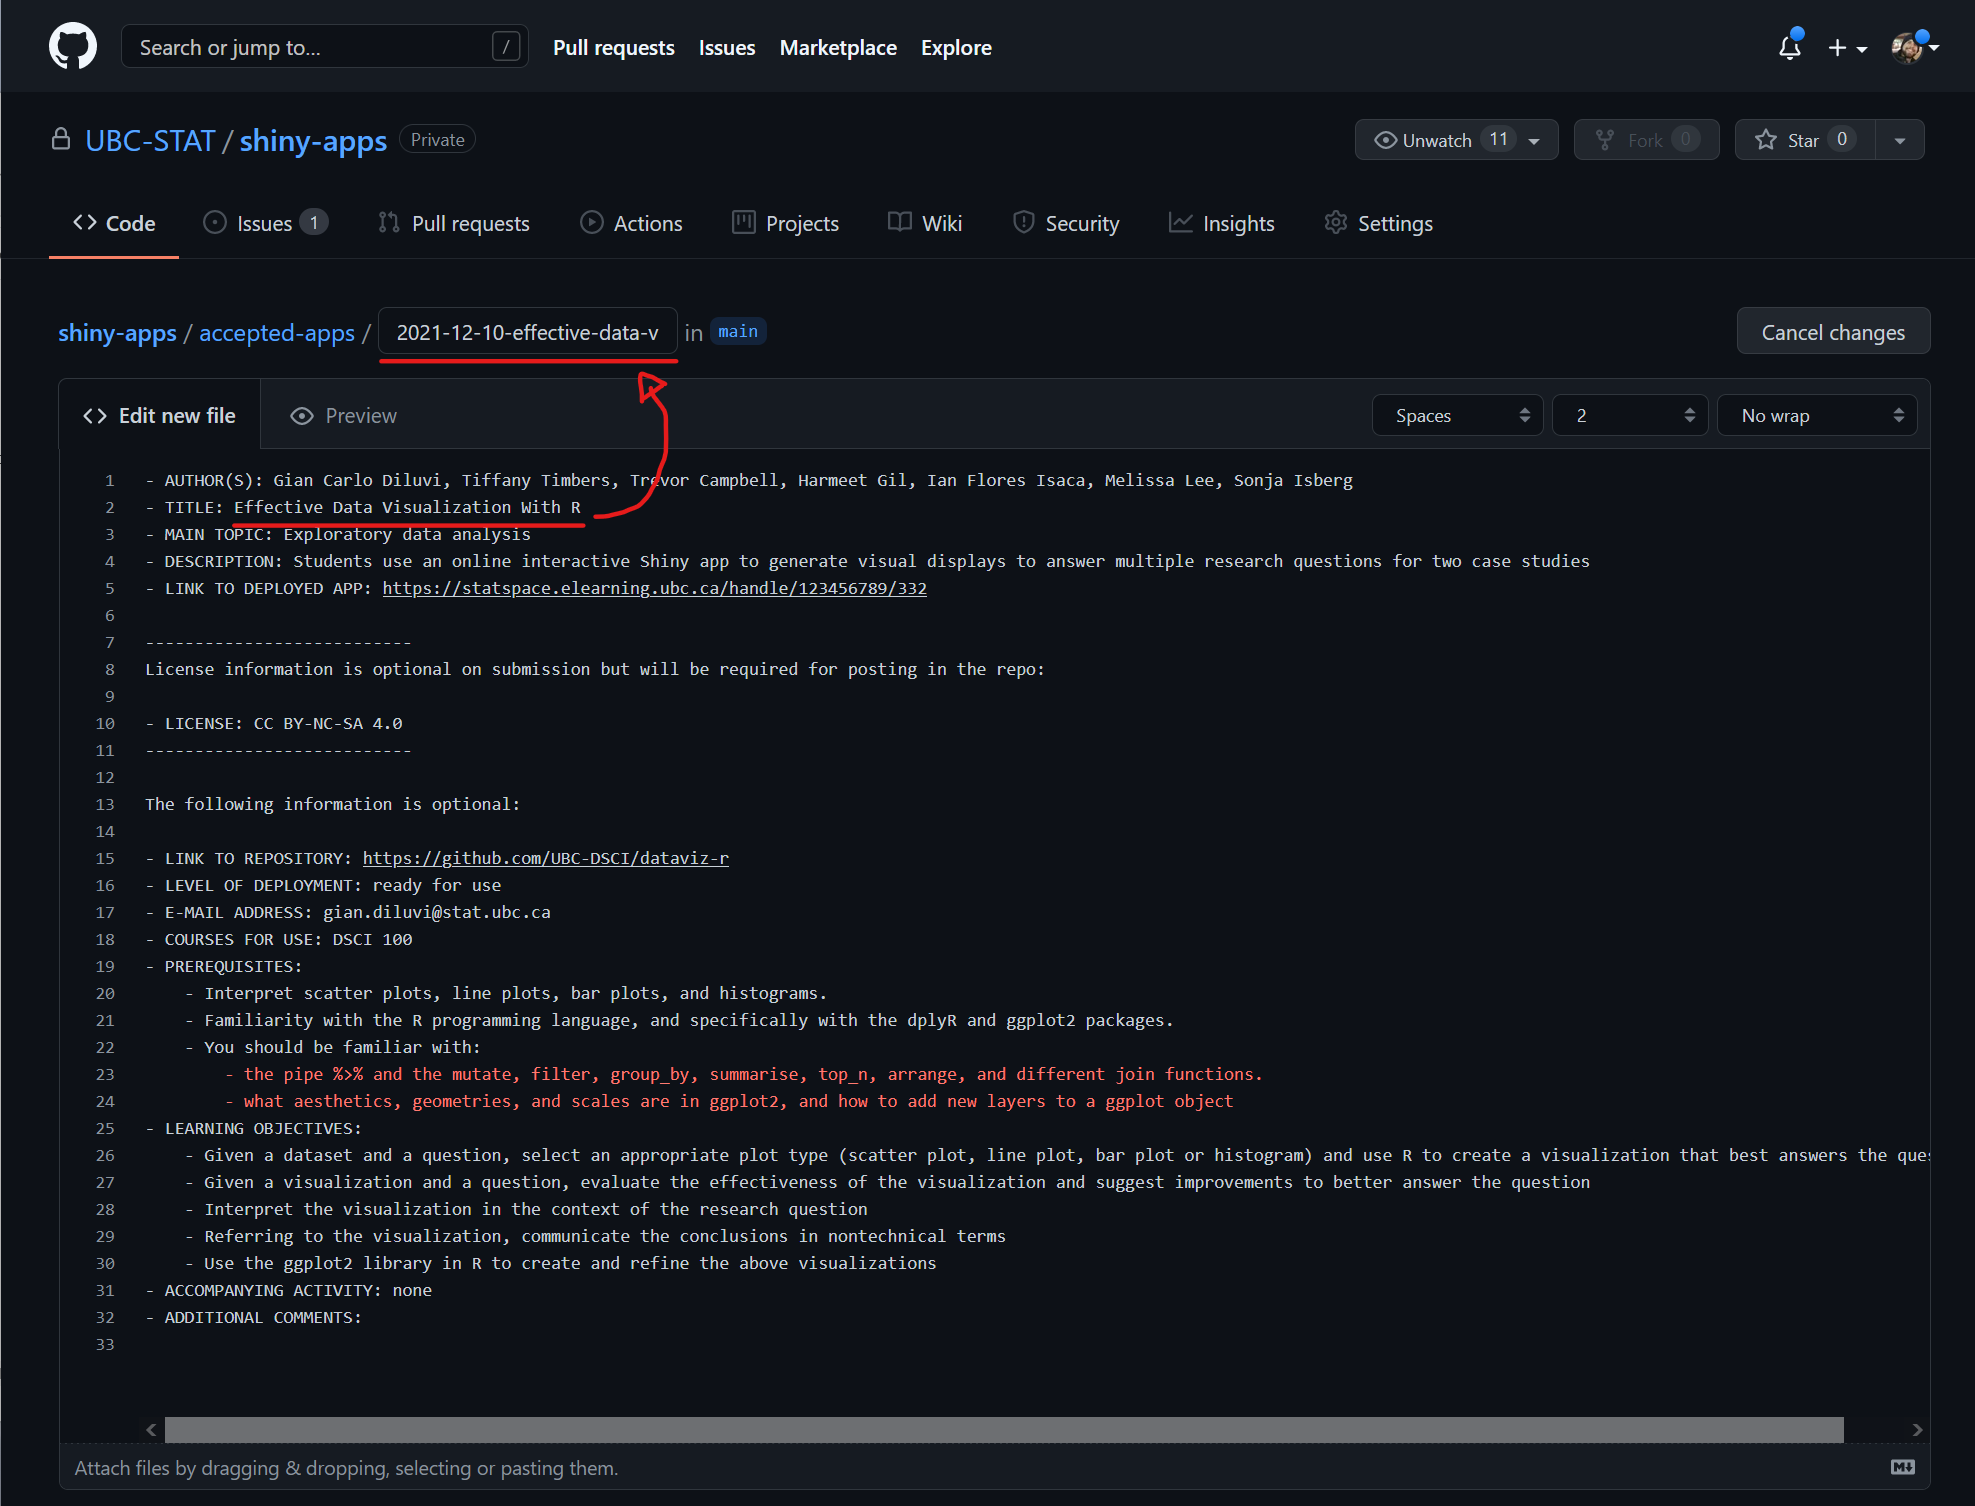 Search or jump to... /
Pull requests Issues Marketplace Explore
UBC-STAT / shiny-apps Private
Unwatch 11 Fork 0 Star 0
Code Issues 1 Pull requests Actions Projects Wiki Security Insights Settings
shiny-apps / accepted-apps / 2021-12-10-effective-data-v in main Cancel changes
Edit new file Preview Spaces 2 No wrap
1 - AUTHOR(S): Gian Carlo Diluvi, Tiffany Timbers, Trevor Campbell, Harmeet Gil, Ian Flores Isaca, Melissa Lee, Sonja Isberg
2 - TITLE: Effective Data Visualization With R
3 - MAIN TOPIC: Exploratory data analysis
4 - DESCRIPTION: Students use an online interactive Shiny app to generate visual displays to answer multiple research questions for two case studies
5 - LINK TO DEPLOYED APP: https://statspace.elearning.ubc.ca/handle/123456789/332
6
7 ---------------------------
8 License information is optional on submission but will be required for posting in the repo:
9
10 - LICENSE: CC BY-NC-SA 4.0
11 ---------------------------
12
13 The following information is optional:
14
15 - LINK TO REPOSITORY: https://github.com/UBC-DSCI/dataviz-r
16 - LEVEL OF DEPLOYMENT: ready for use
17 - E-MAIL ADDRESS: gian.diluvi@stat.ubc.ca
18 - COURSES FOR USE: DSCI 100
19 - PREREQUISITES:
20 - Interpret scatter plots, line plots, bar plots, and histograms.
21 - Familiarity with the R programming language, and specifically with the dplyR and ggplot2 packages.
22 - You should be familiar with:
23 - the pipe %>% and the mutate, filter, group_by, summarise, top_n, arrange, and different join functions.
24 - what aesthetics, geometries, and scales are in ggplot2, and how to add new layers to a ggplot object
25 - LEARNING OBJECTIVES:
26 - Given a dataset and a question, select an appropriate plot type (scatter plot, line plot, bar plot or histogram) and use R to create a visualization that best answers the que
27 - Given a visualization and a question, evaluate the effectiveness of the visualization and suggest improvements to better answer the question
28 - Interpret the visualization in the context of the research question
29 - Referring to the visualization, communicate the conclusions in nontechnical terms
30 - Use the ggplot2 library in R to create and refine the above visualizations
31 - ACCOMPANYING ACTIVITY: none
32 - ADDITIONAL COMMENTS:
33
Attach files by dragging & dropping, selecting or pasting them.